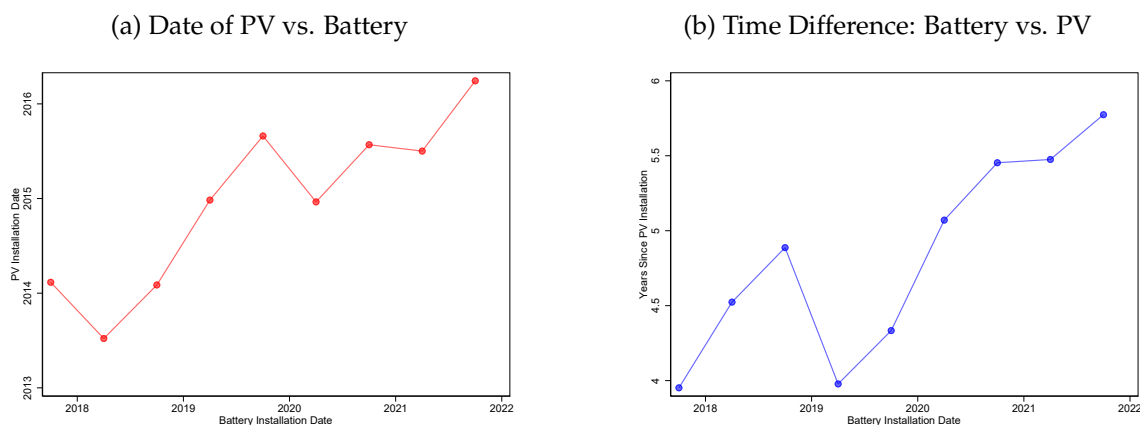 (a) Date of PV vs. Battery
PV Installation Date
2016
2015
2014
2013
2018 2019 2020 2021 2022
Battery Installation Date
(b) Time Difference: Battery vs. PV
Years Since PV Installation
6
5.5
5
4.5
4
2018 2019 2020 2021 2022
Battery Installation Date